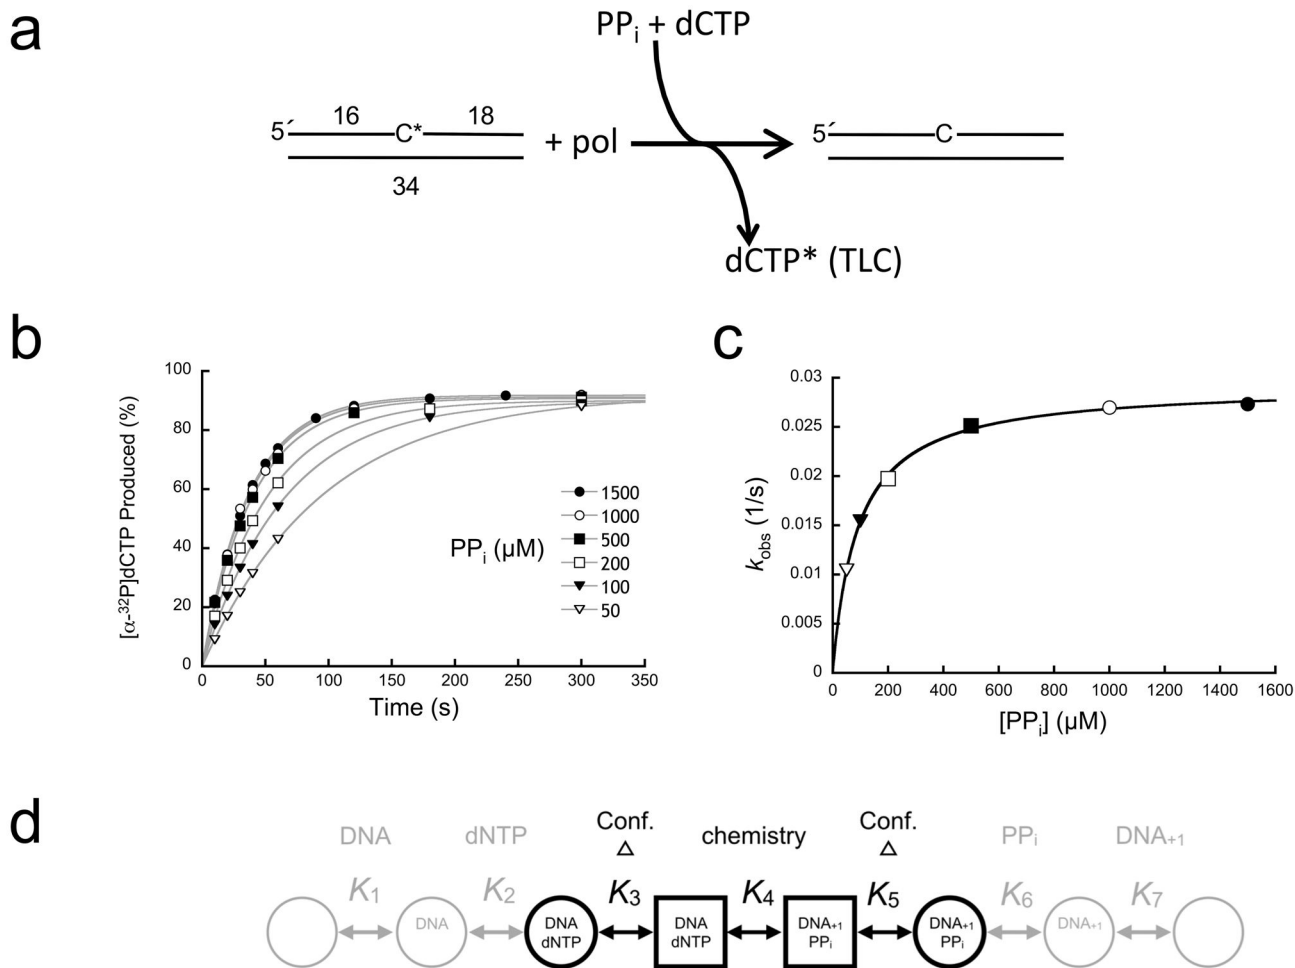 a
PPi + dCTP
5´ 16 C* 18
34
+ pol
5´ C
dCTP* (TLC)
b
[α-³²P]dCTP Produced (%)
100
80
60
40
20
0
0 50 100 150 200 250 300 350
Time (s)
PPi (µM)
1500
1000
500
200
100
50
c
kobs (1/s)
0.03
0.025
0.02
0.015
0.01
0.005
0
0 200 400 600 800 1000 1200 1400 1600
[PPi] (µM)
d
DNA dNTP Conf. chemistry Conf. PPi DNA+1
Δ Δ
K1 K2 K3 K4 K5 K6 K7
DNA
DNA
dNTP
DNA
dNTP
DNA+1
PPi
DNA+1
PPi
DNA+1